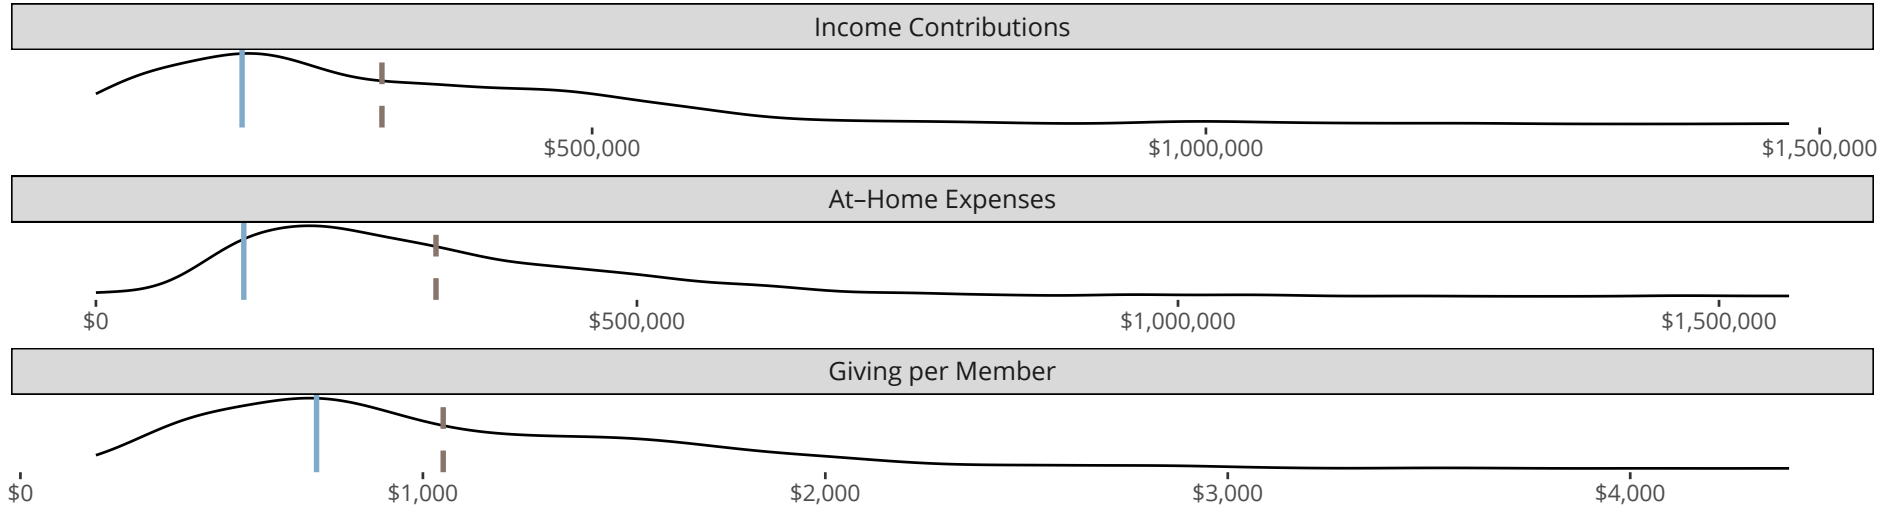 Income Contributions
$500,000 $1,000,000 $1,500,000
At–Home Expenses
$0 $500,000 $1,000,000 $1,500,000
Giving per Member
$0 $1,000 $2,000 $3,000 $4,000